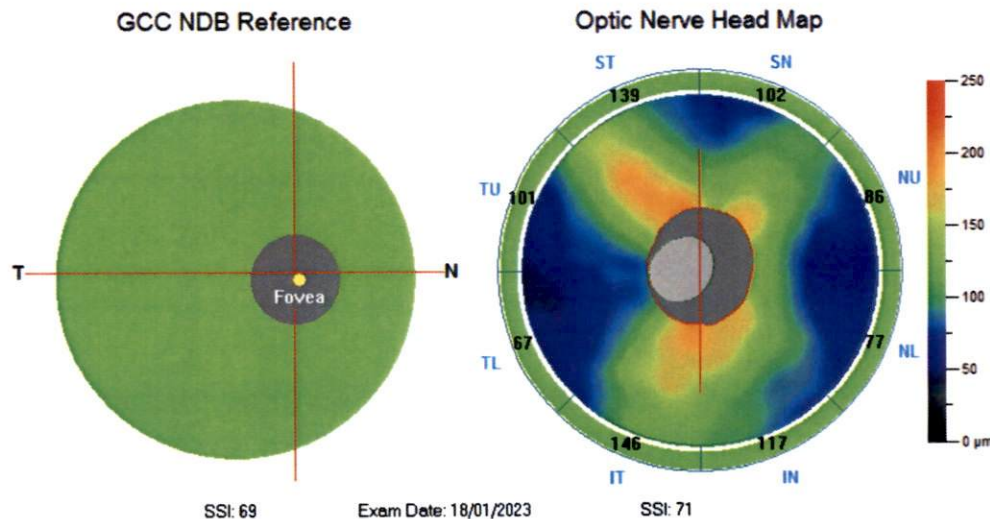 GCC NDB Reference
Optic Nerve Head Map
ST
SN
139
102
250
200
TU
NU
101
86
150
T
N
Fovea
100
TL
NL
67
77
50
146
117
0 µm
IT
IN
SSI: 69
Exam Date: 18/01/2023
SSI: 71